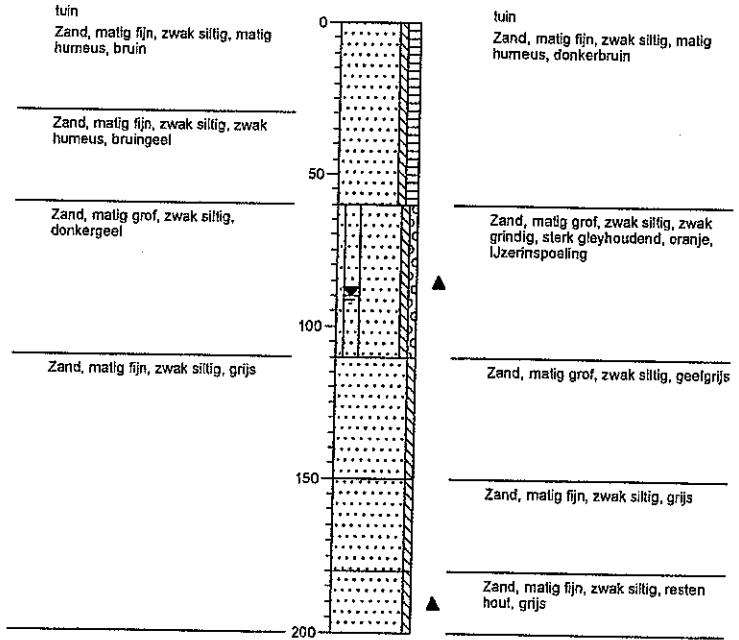 tuin
Zand, matig fijn, zwak siltig, matig
humeus, bruin
Zand, matig fijn, zwak siltig, zwak
humeus, bruingeel
Zand, matig grof, zwak siltig,
donkergeel
Zand, matig fijn, zwak siltig, grijs
0
50
100
150
200
tuin
Zand, matig fijn, zwak siltig, matig
humeus, donkerbruin
Zand, matig grof, zwak siltig, zwak
grindig, sterk gleyhoudend, oranje,
IJzerinspoeling
Zand, matig grof, zwak siltig, geelgrijs
Zand, matig fijn, zwak siltig, grijs
Zand, matig fijn, zwak siltig, resten
hout, grijs